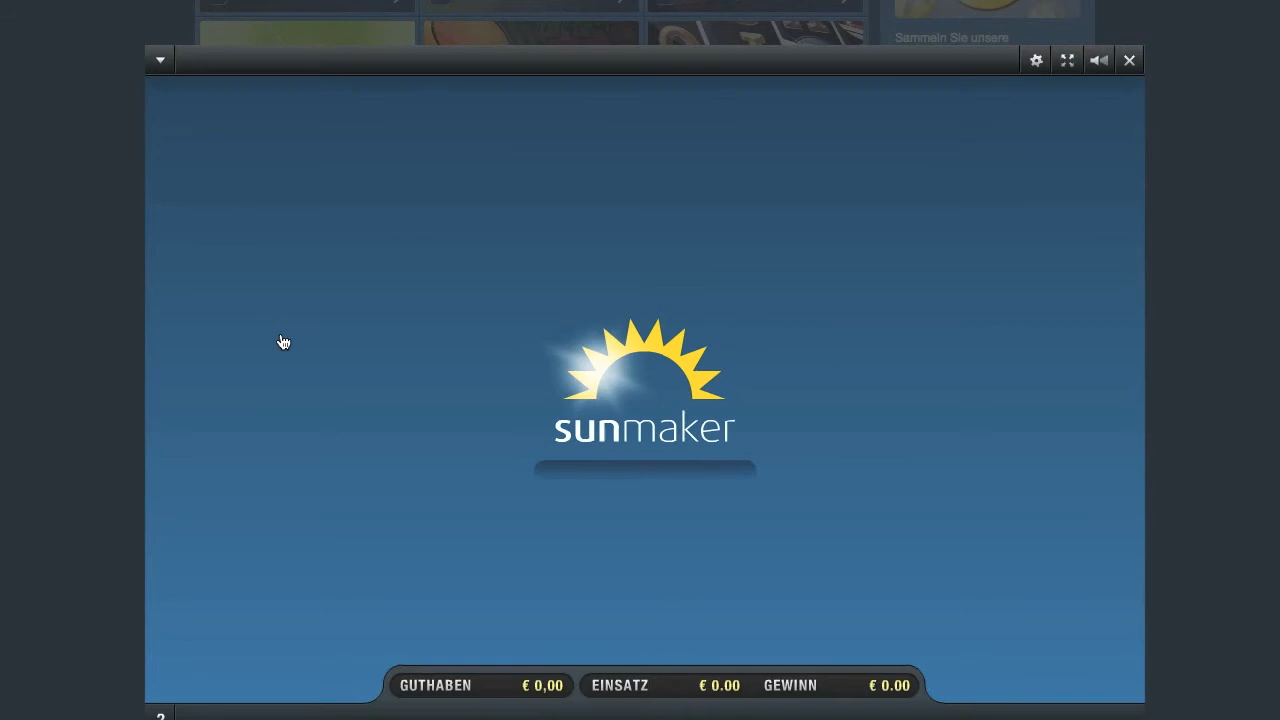 Sammeln Sie unsere
sunmaker
GUTHABEN € 0,00 EINSATZ € 0.00 GEWINN € 0.00
?